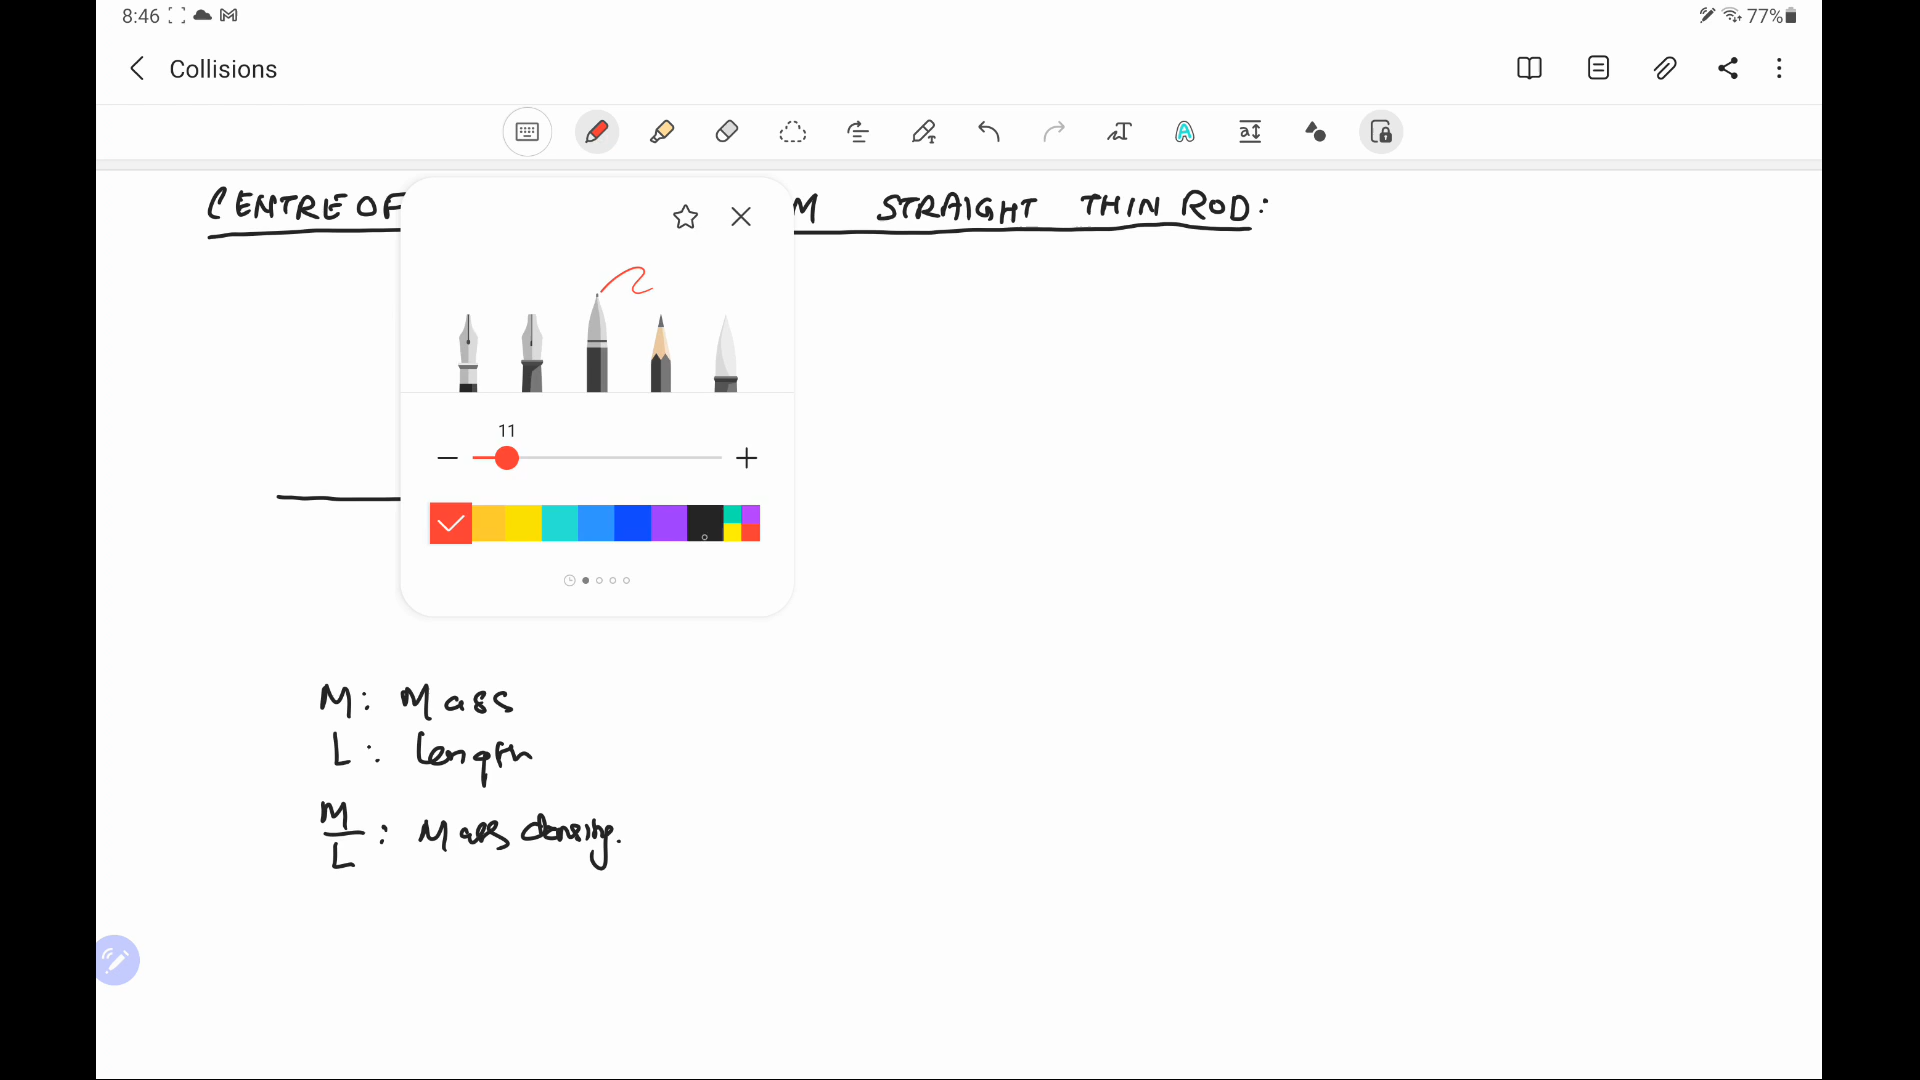 8:46 77%
Collisions
CENTRE OF M STRAIGHT THIN ROD:
11
M: Mass
L: Length
M
L : Mass density.